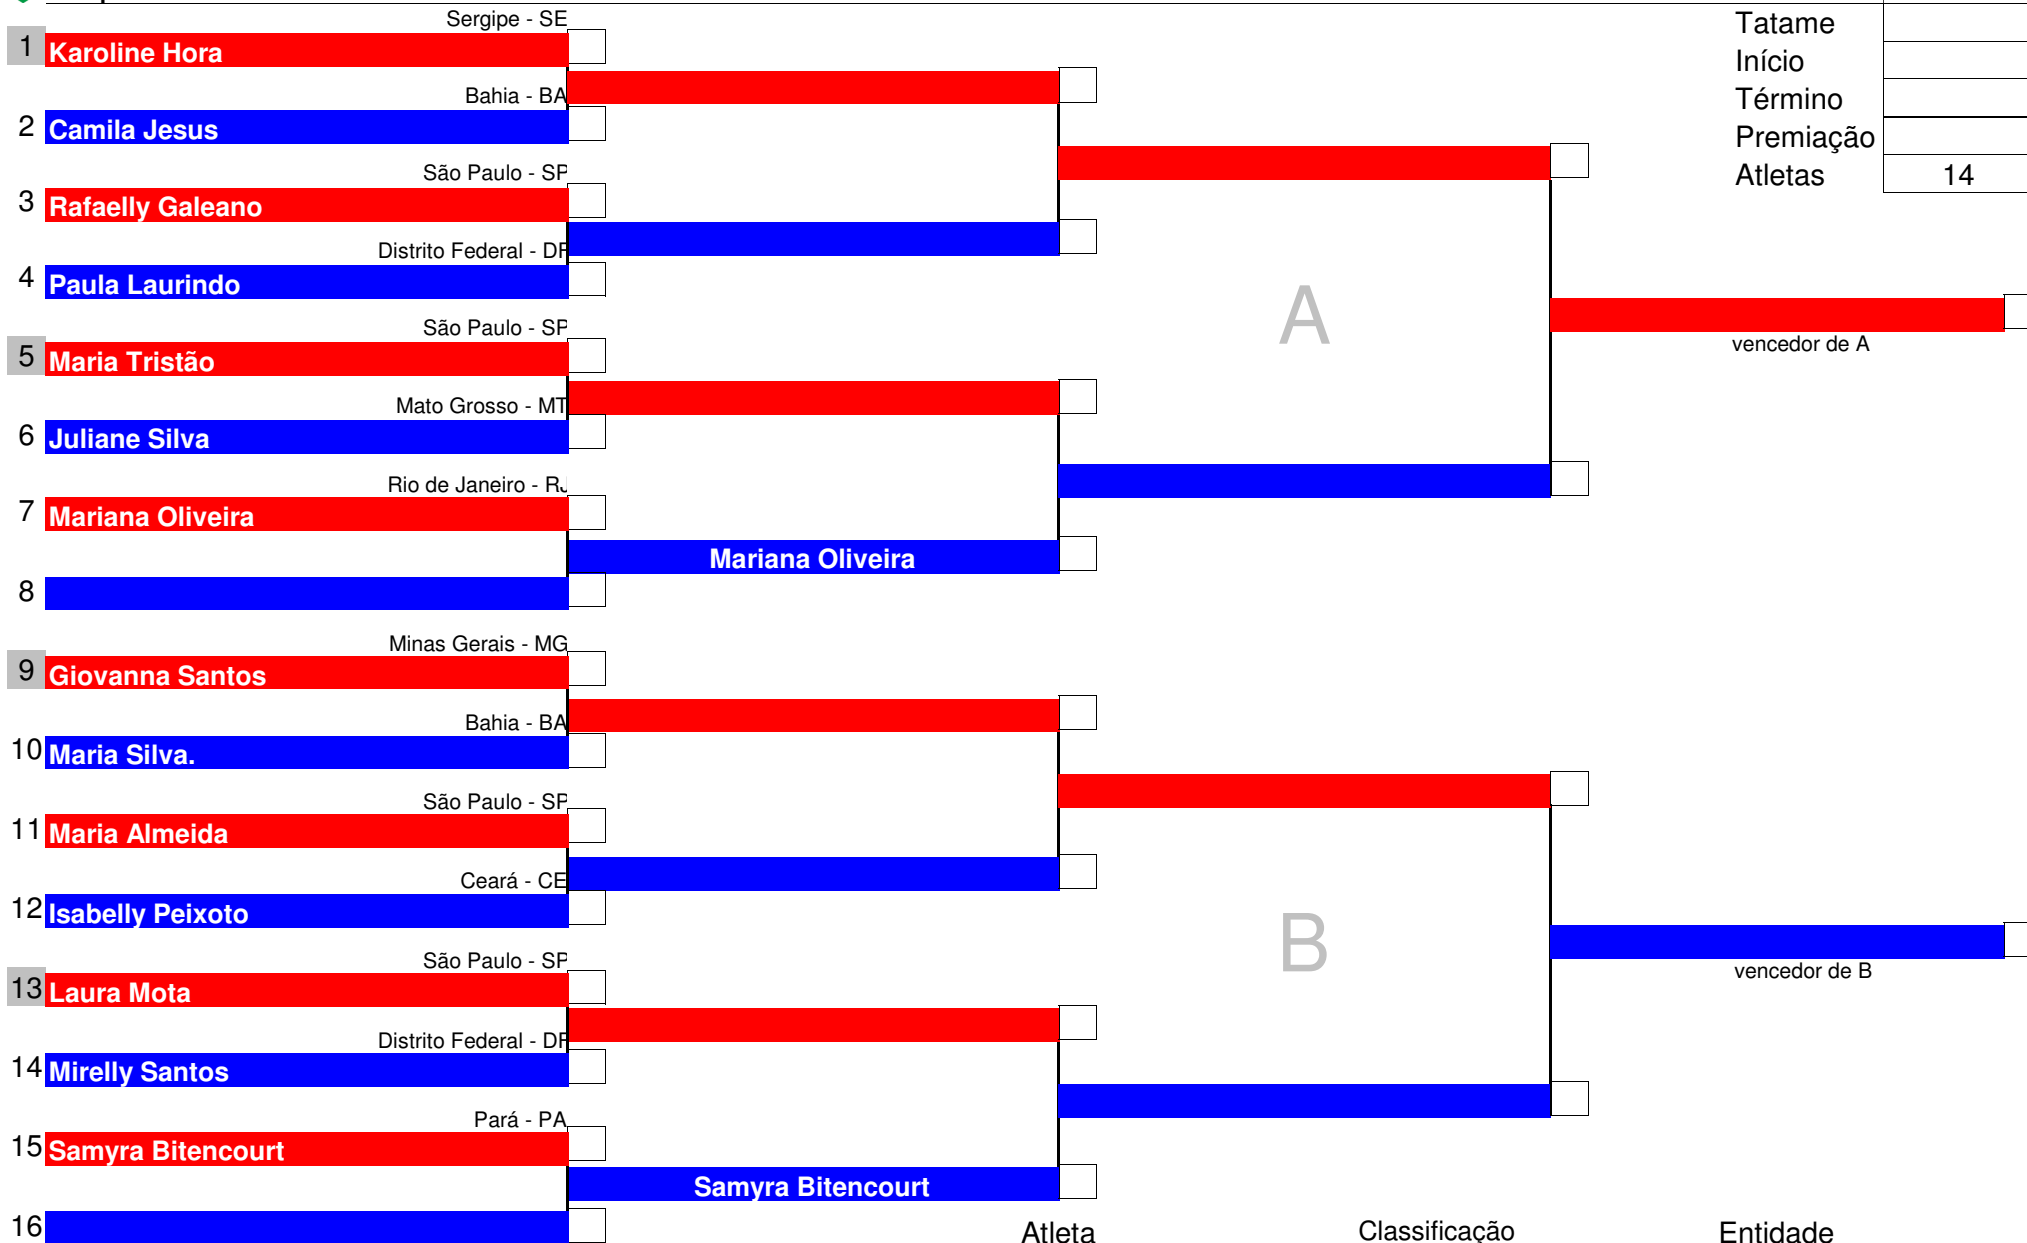 Sergipe - SE
1 Karoline Hora
Bahia - BA
2 Camila Jesus
São Paulo - SP
3 Rafaelly Galeano
Distrito Federal - DF
4 Paula Laurindo
São Paulo - SP
5 Maria Tristão
Mato Grosso - MT
6 Juliane Silva
Rio de Janeiro - RJ
7 Mariana Oliveira
Mariana Oliveira
8
Minas Gerais - MG
9 Giovanna Santos
Bahia - BA
10 Maria Silva.
São Paulo - SP
11 Maria Almeida
Ceará - CE
12 Isabelly Peixoto
São Paulo - SP
13 Laura Mota
Distrito Federal - DF
14 Mirelly Santos
Pará - PA
15 Samyra Bitencourt
Samyra Bitencourt
16
A
B
Tatame
Início
Término
Premiação
Atletas 14
vencedor de A
vencedor de B
Atleta Classificação Entidade